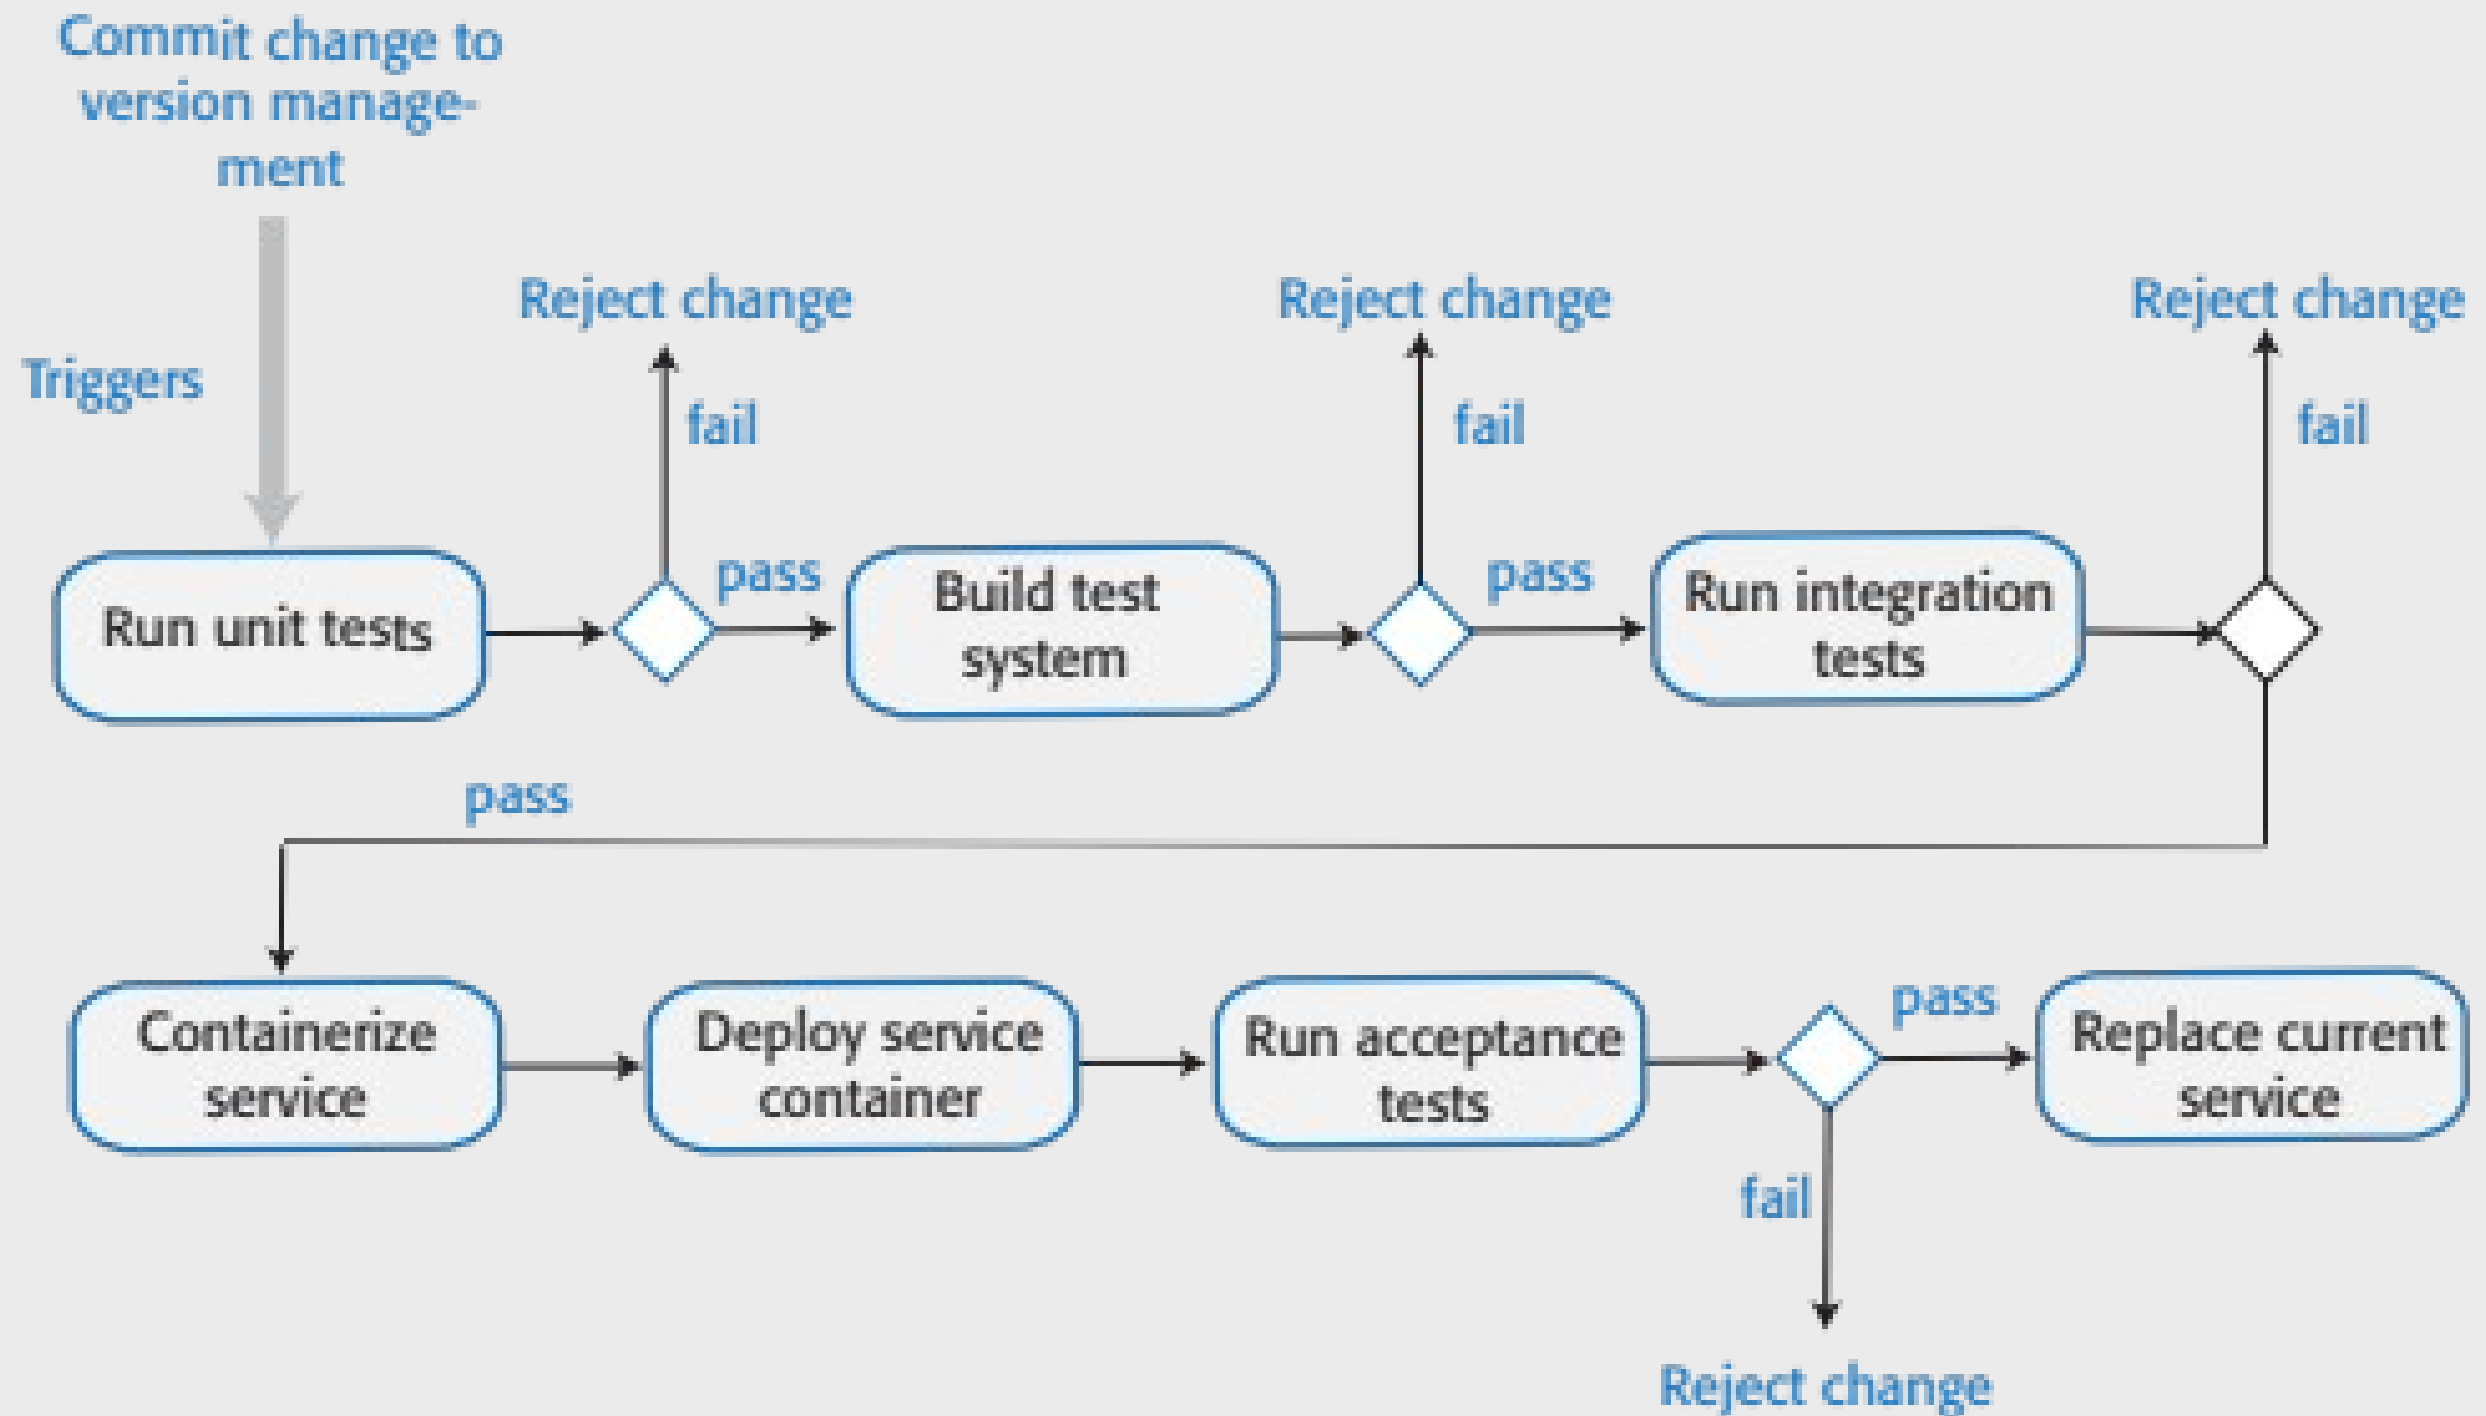 Commit change to
version manage-
ment
Triggers
Reject change
fail
Reject change
fail
Reject change
fail
Run unit tests
pass
Build test
system
pass
Run integration
tests
pass
Containerize
service
Deploy service
container
Run acceptance
tests
pass
Replace current
service
fail
Reject change